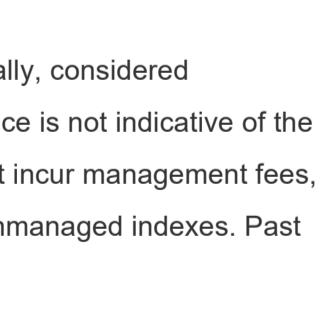 ally, considered
ce is not indicative of the
t incur management fees,
nmanaged indexes. Past